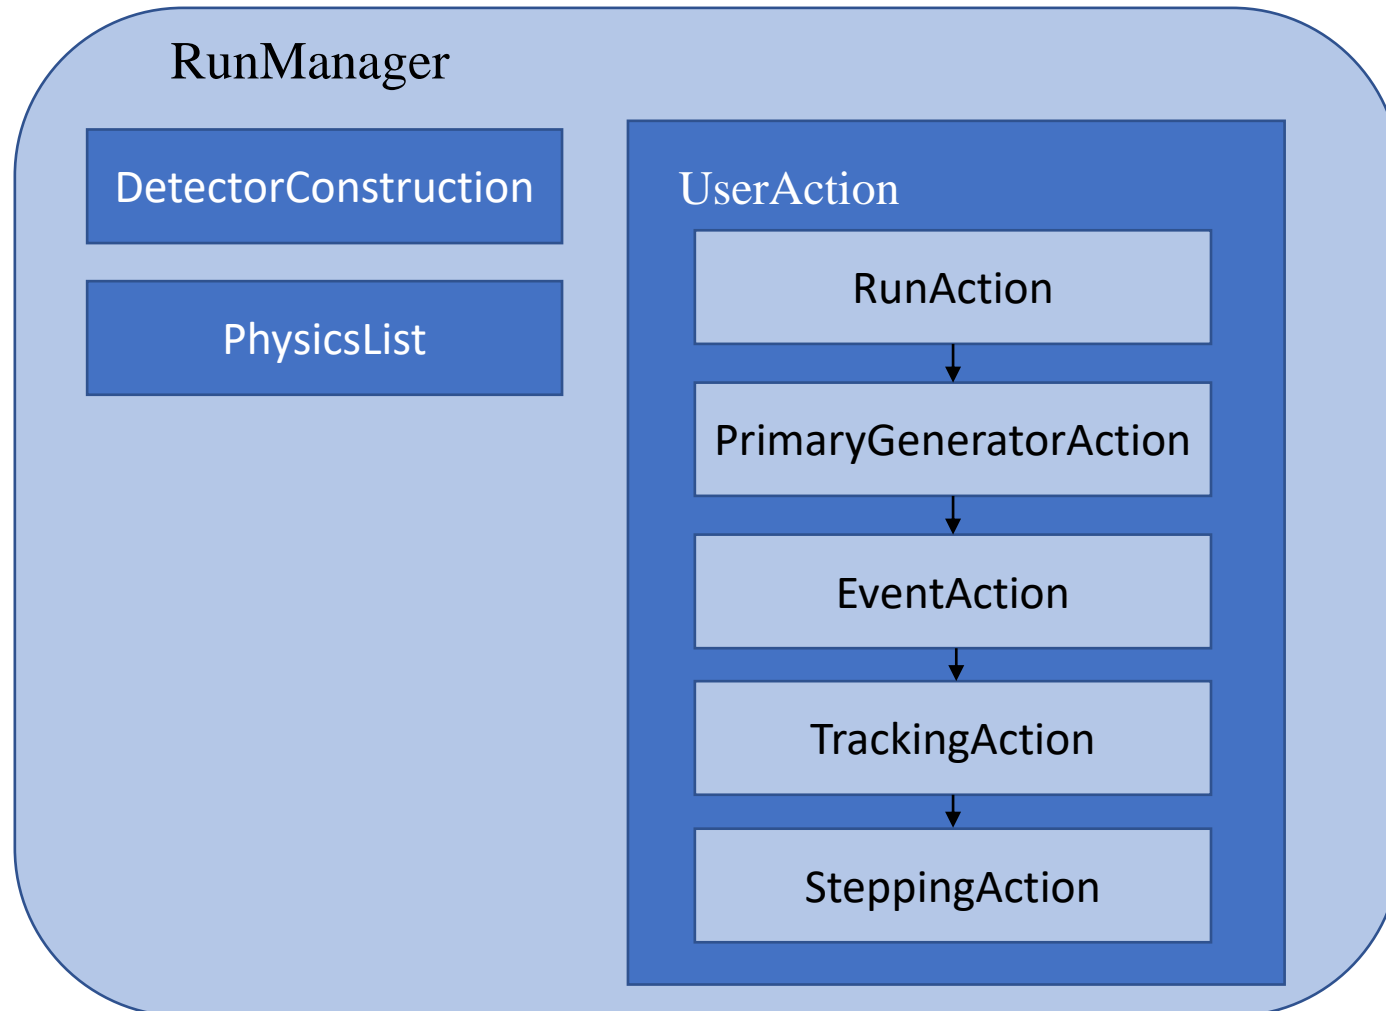 RunManager
DetectorConstruction
PhysicsList
UserAction
RunAction
PrimaryGeneratorAction
EventAction
TrackingAction
SteppingAction